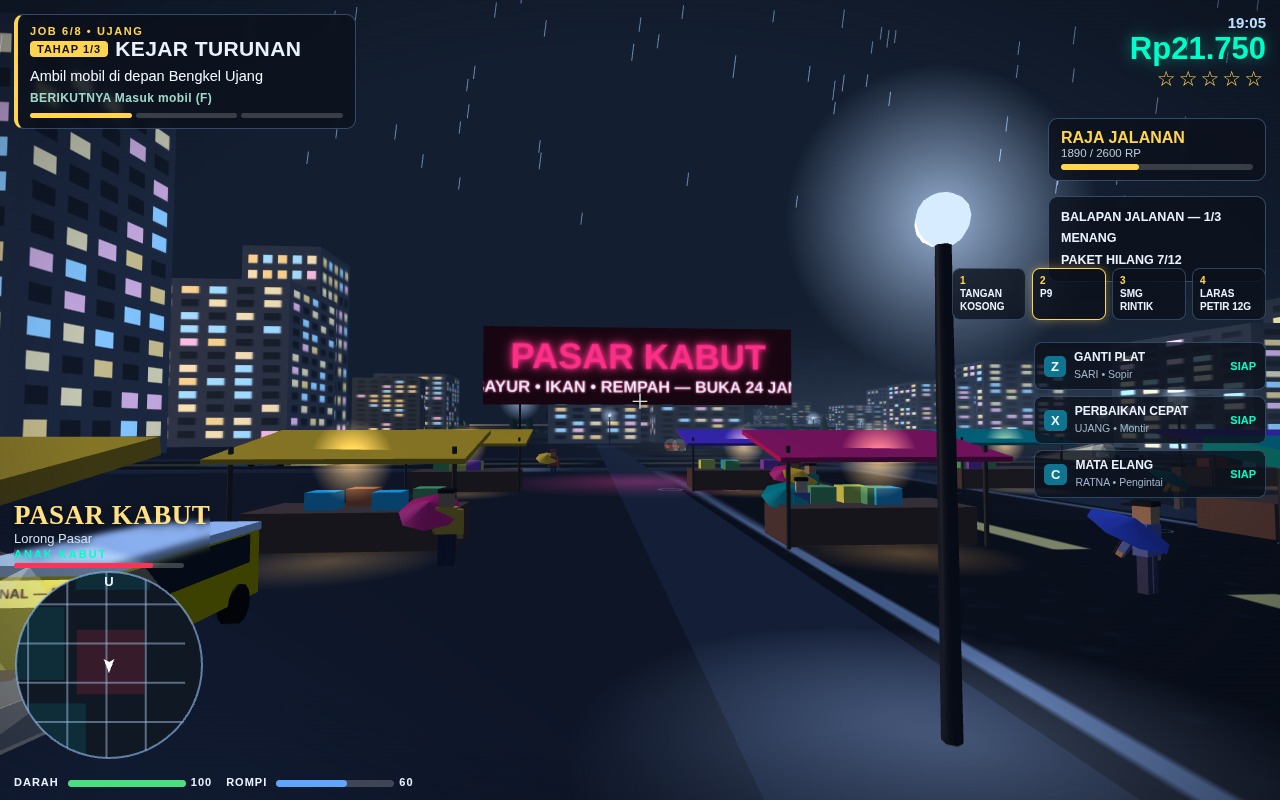 JOB 6/8 • UJANG
TAHAP 1/3 KEJAR TURUNAN
Ambil mobil di depan Bengkel Ujang
BERIKUTNYA Masuk mobil (F)
19:05
Rp21.750
RAJA JALANAN
1890 / 2600 RP
BALAPAN JALANAN — 1/3
MENANG
PAKET HILANG 7/12
1
TANGAN
KOSONG
2
P9
3
SMG
RINTIK
4
LARAS
PETIR 12G
Z
GANTI PLAT
SARI • Sopir
SIAP
X
PERBAIKAN CEPAT
UJANG • Montir
SIAP
C
MATA ELANG
RATNA • Pengintai
SIAP
PASAR KABUT
SAYUR • IKAN • REMPAH — BUKA 24 JAM
PASAR KABUT
Lorong Pasar
ANAK KABUT
NAL —
U
DARAH 100 ROMPI 60